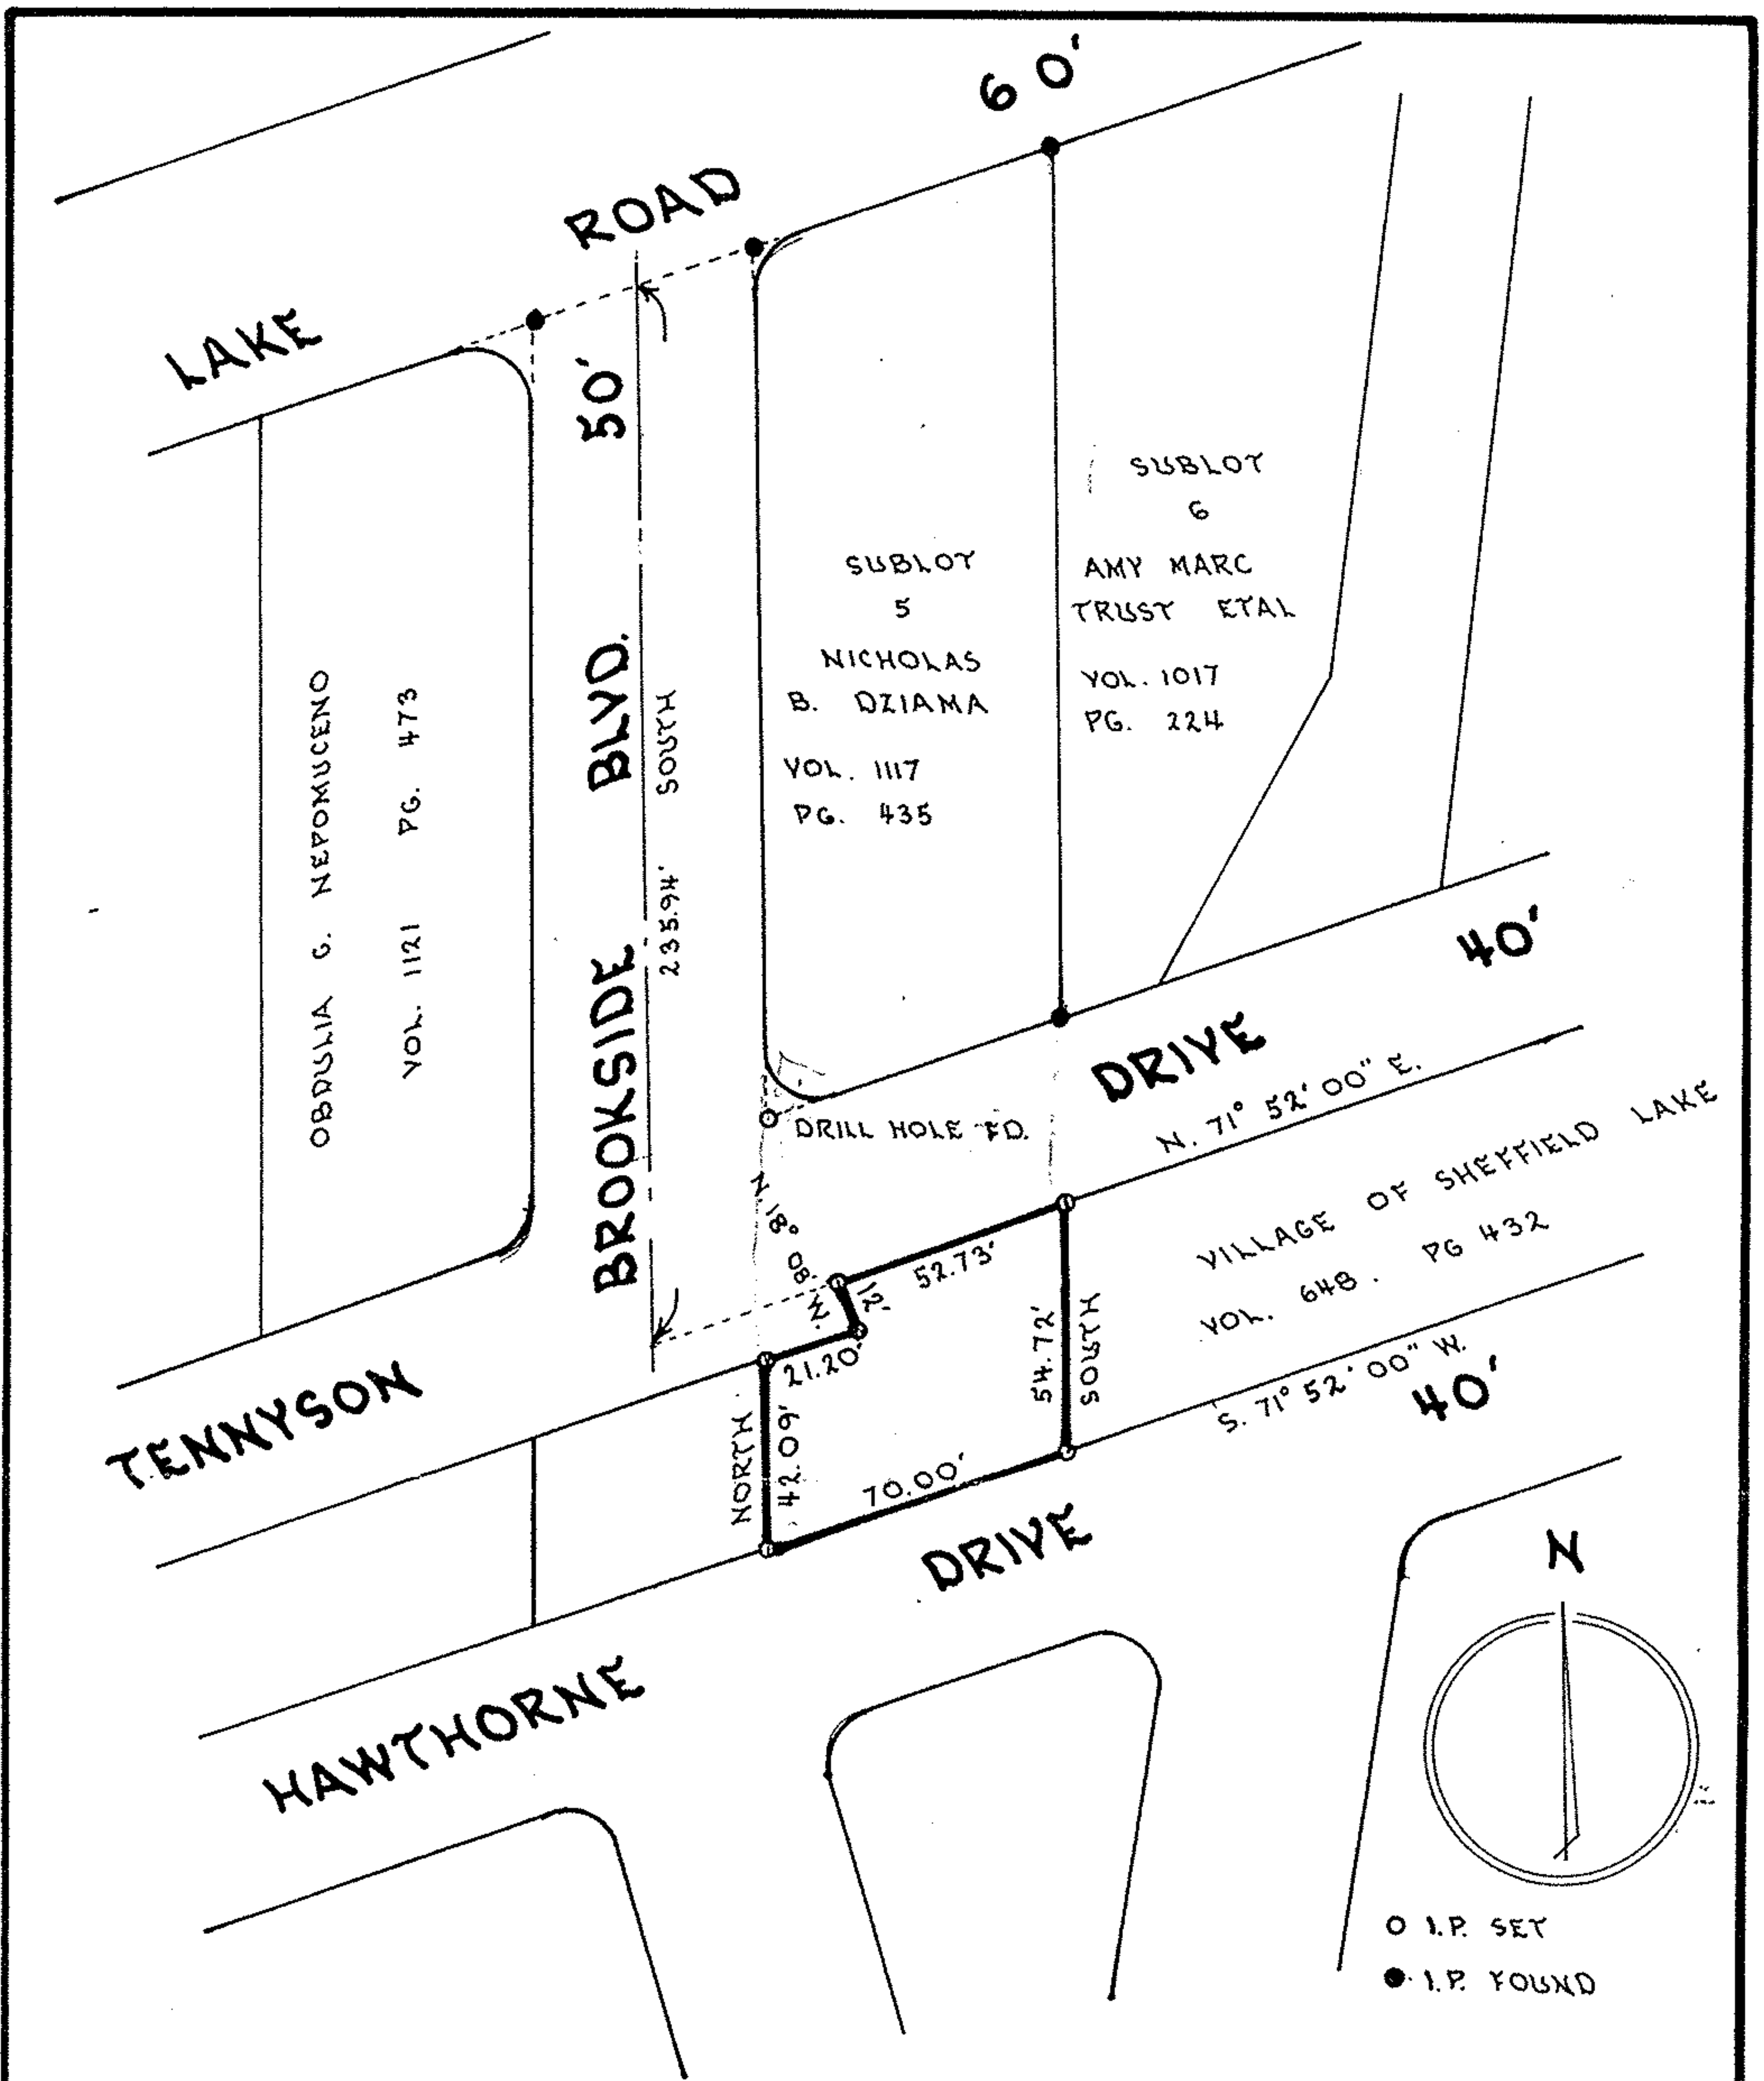 60'
LAKE ROAD
50'
BROOKSIDE BLVD.
235.94' SOUTH
OBDULIA G. NEPOMUCENO
VOL. 1121 PG. 473
SUBLOT
5
NICHOLAS
B. DZIAMA
VOL. 1117
PG. 435
SUBLOT
6
AMY MARC
TRUST ETAL
VOL. 1017
PG. 224
40'
TENNYSON DRIVE
DRILL HOLE FD.
N. 71° 52' 00" E.
N. 18° 08' W.
12'
52.73'
21.20'
NORTH
42.09'
54.72'
SOUTH
70.00'
VILLAGE OF SHEFFIELD LAKE
VOL. 648. PG 432
S. 71° 52' 00" W.
40'
HAWTHORNE DRIVE
N
O I.P. SET
● I.P. FOUND